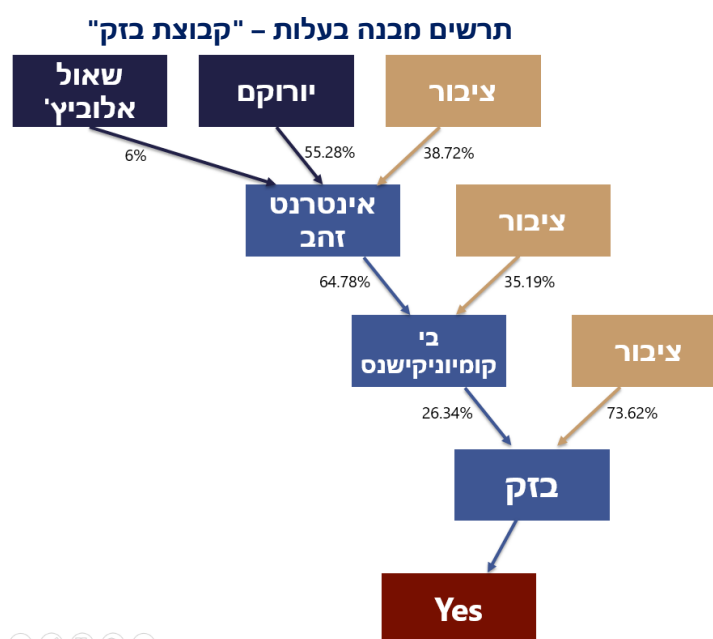 תרשים מבנה בעלות – "קבוצת בזק"
ציבור
יורוקם
שאול
אלוביץ'
38.72%
55.28%
6%
ציבור
אינטרנט
זהב
35.19%
64.78%
ציבור
בי
קומיוניקישנס
73.62%
26.34%
בזק
Yes